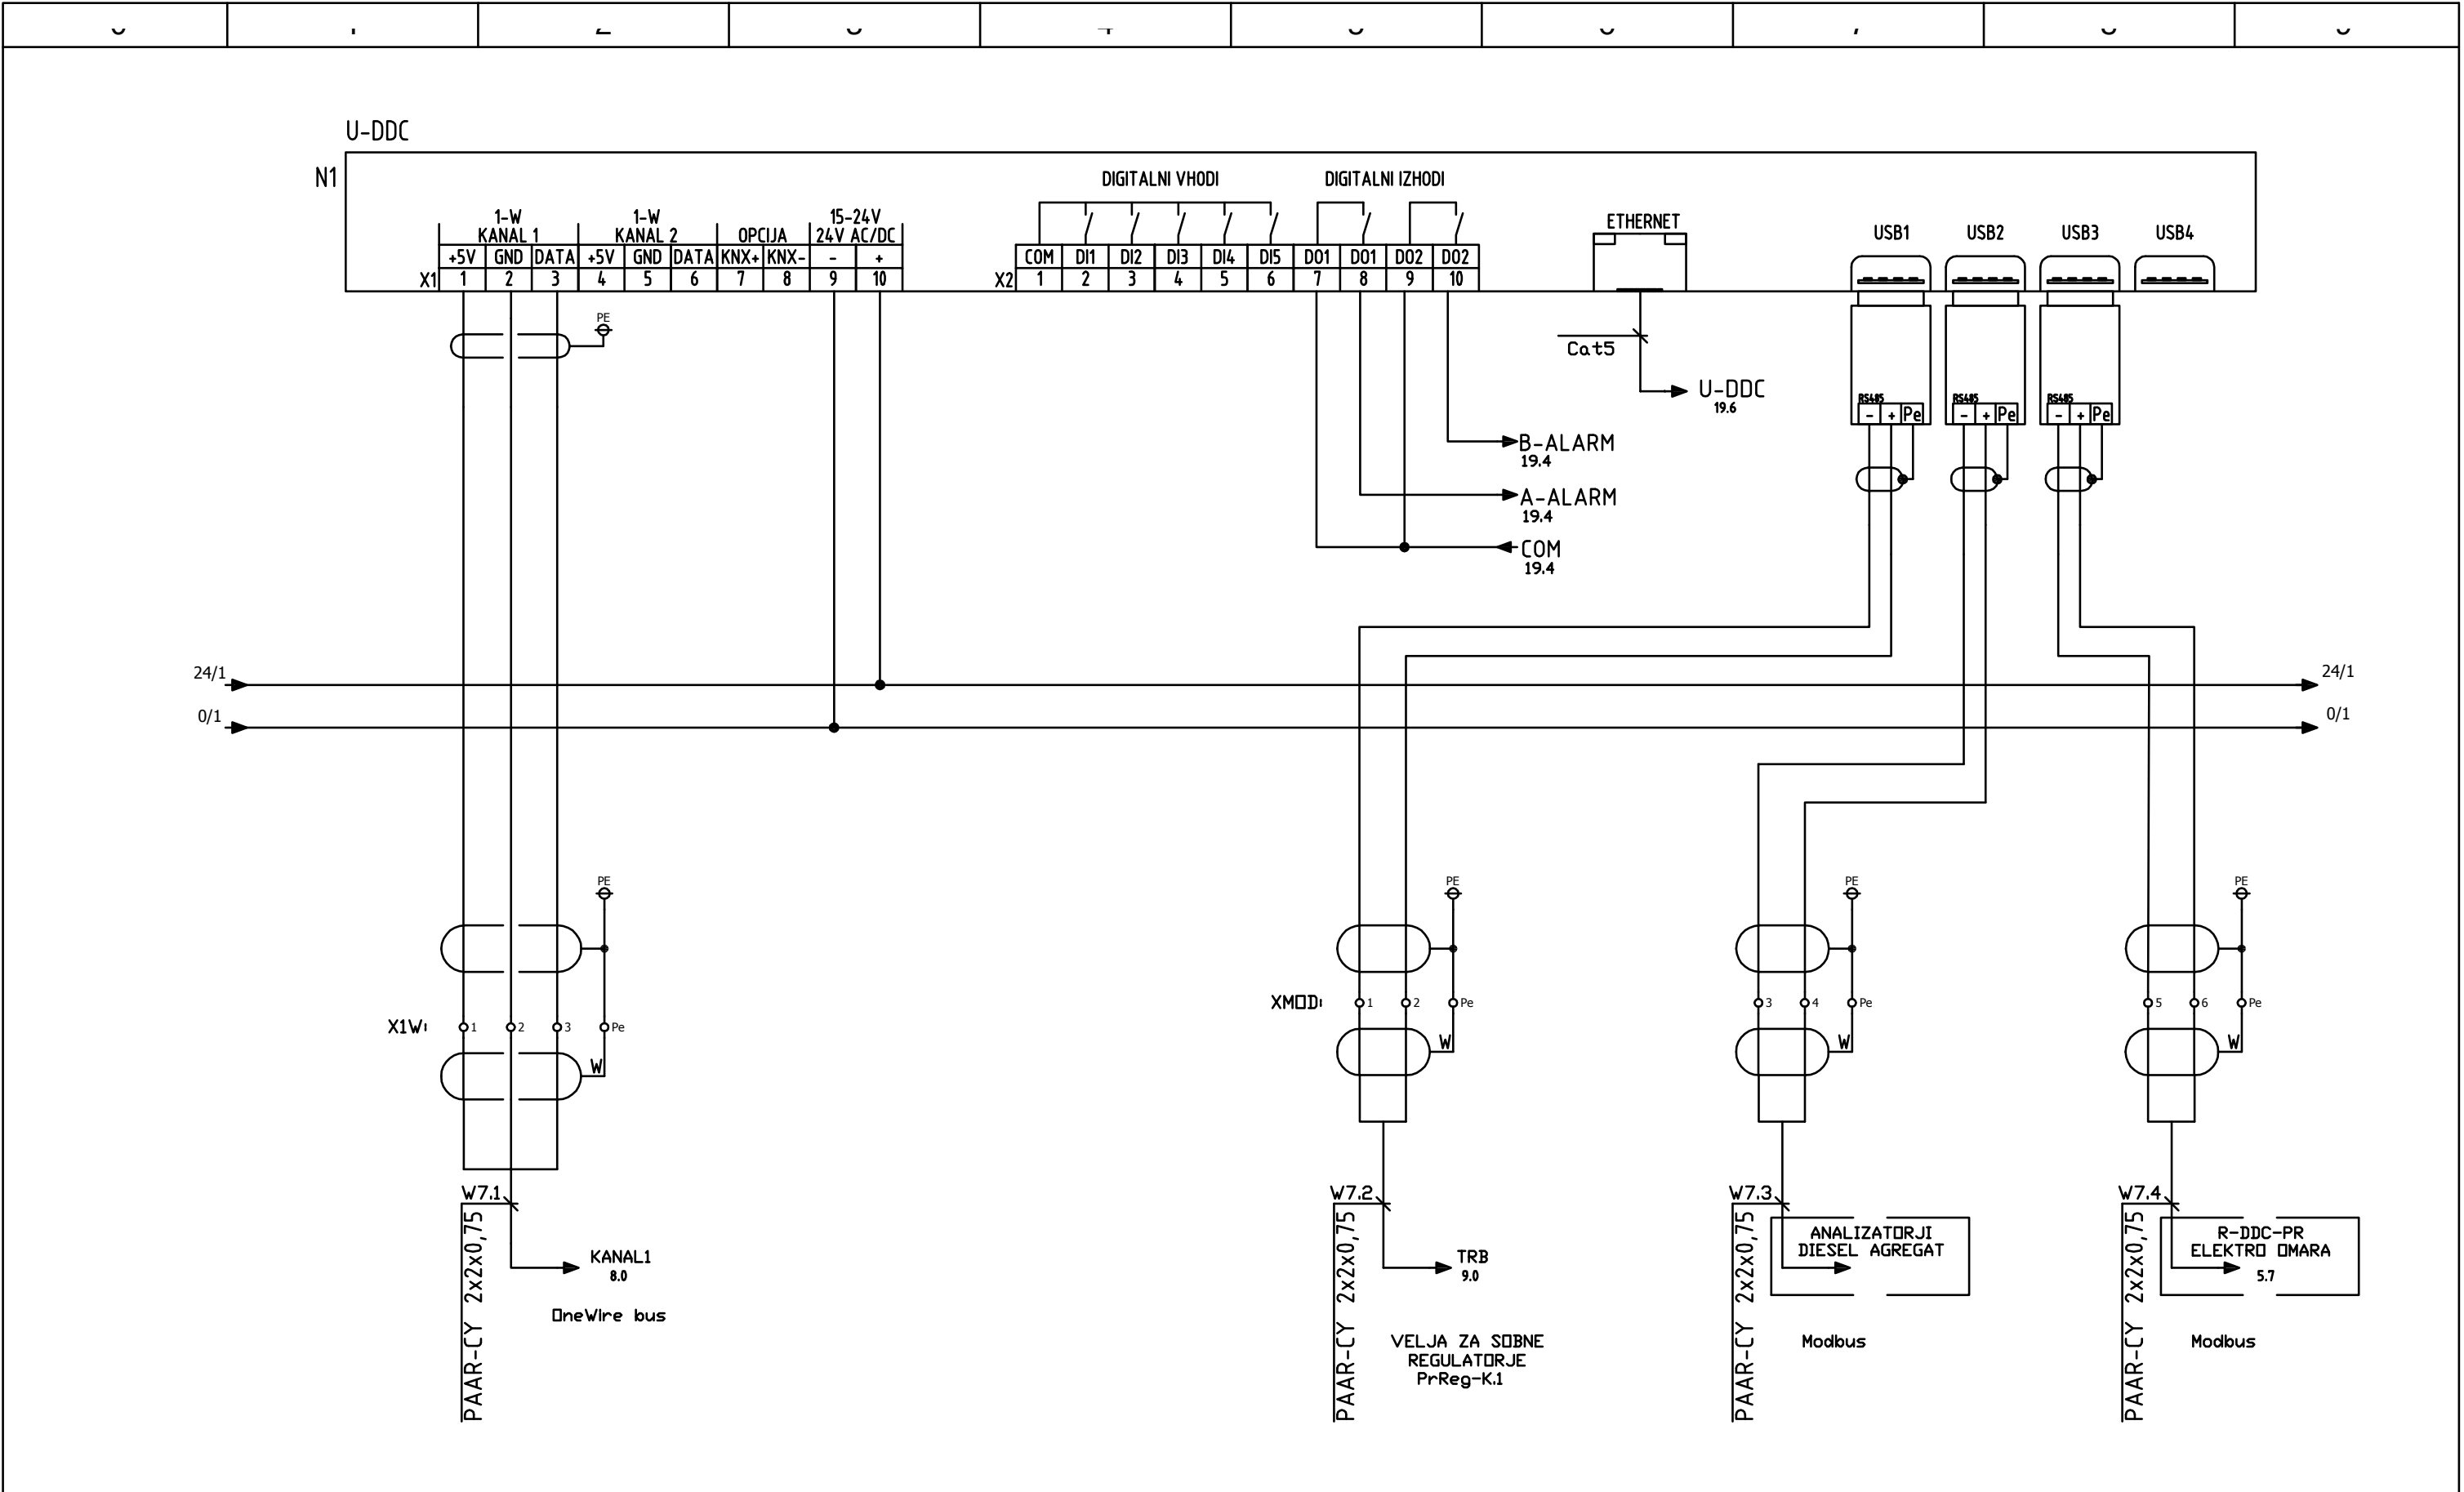 U-DDC
N1
DIGITALNI VHODI
DIGITALNI IZHODI
1-W
KANAL 1
1-W
KANAL 2
OPCIJA
15-24V
24V AC/DC
ETHERNET
USB1
USB2
USB3
USB4
+5V GND DATA +5V GND DATA KNX+ KNX- - +
X1 1 2 3 4 5 6 7 8 9 10
COM DI1 DI2 DI3 DI4 DI5 DO1 DO1 DO2 DO2
X2 1 2 3 4 5 6 7 8 9 10
PE
Cat5
U-DDC
19.6
RS485
- + Pe
RS485
- + Pe
RS485
- + Pe
B-ALARM
19.4
A-ALARM
19.4
COM
19.4
24/1
24/1
0/1
0/1
PE
PE
PE
PE
XMOD: 1 2 Pe
3 4 Pe
5 6 Pe
X1W: 1 2 3 Pe
W
W
W
W
W7.1
PAAR-CY 2x2x0,75
KANAL1
8.0
OneWire bus
W7.2
PAAR-CY 2x2x0,75
TRB
9.0
VELJA ZA SOBNE
REGULATORJE
PrReg-K.1
W7.3
PAAR-CY 2x2x0,75
ANALIZATORJI
DIESEL AGREGAT
Modbus
W7.4
PAAR-CY 2x2x0,75
R-DDC-PR
ELEKTRO OMARA
5.7
Modbus